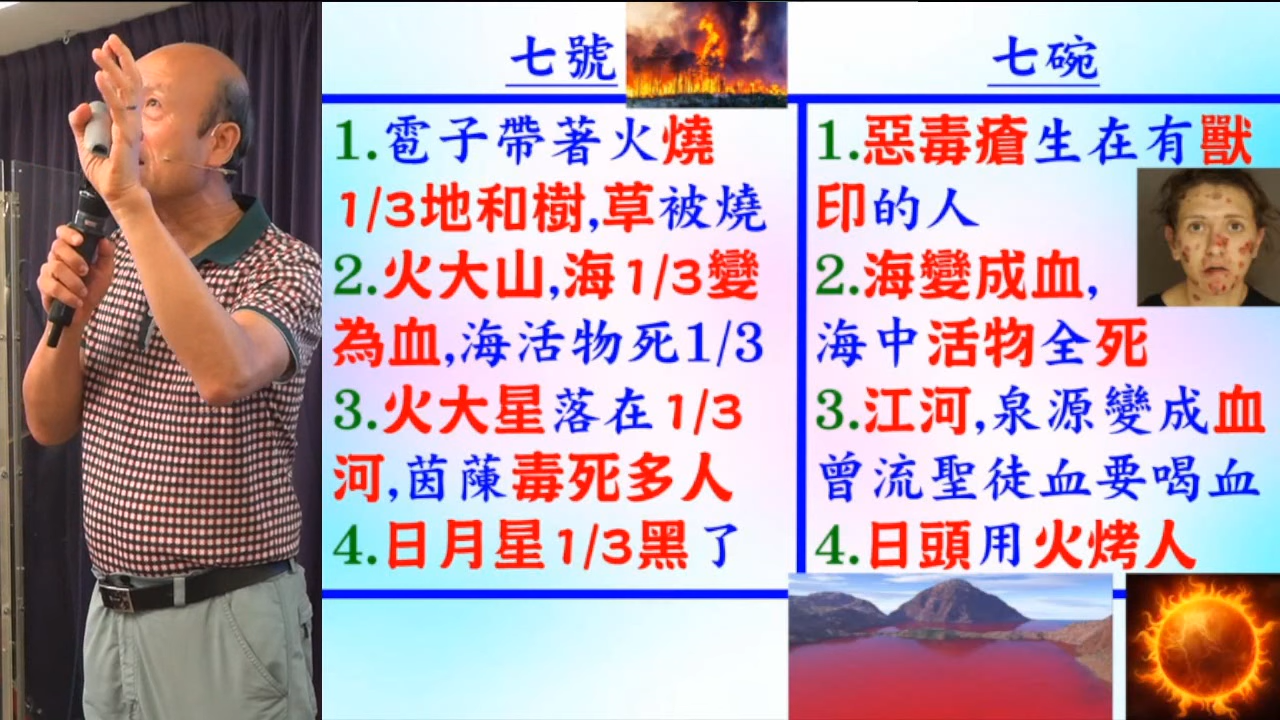 七號
1.雹子帶著火燒
1/3地和樹,草被燒
2.火大山,海1/3變
為血,海活物死1/3
3.火大星落在1/3
河,茵蔯毒死多人
4.日月星1/3黑了
七碗
1.惡毒瘡生在有獸
印的人
2.海變成血,
海中活物全死
3.江河,泉源變成血
曾流聖徒血要喝血
4.日頭用火烤人